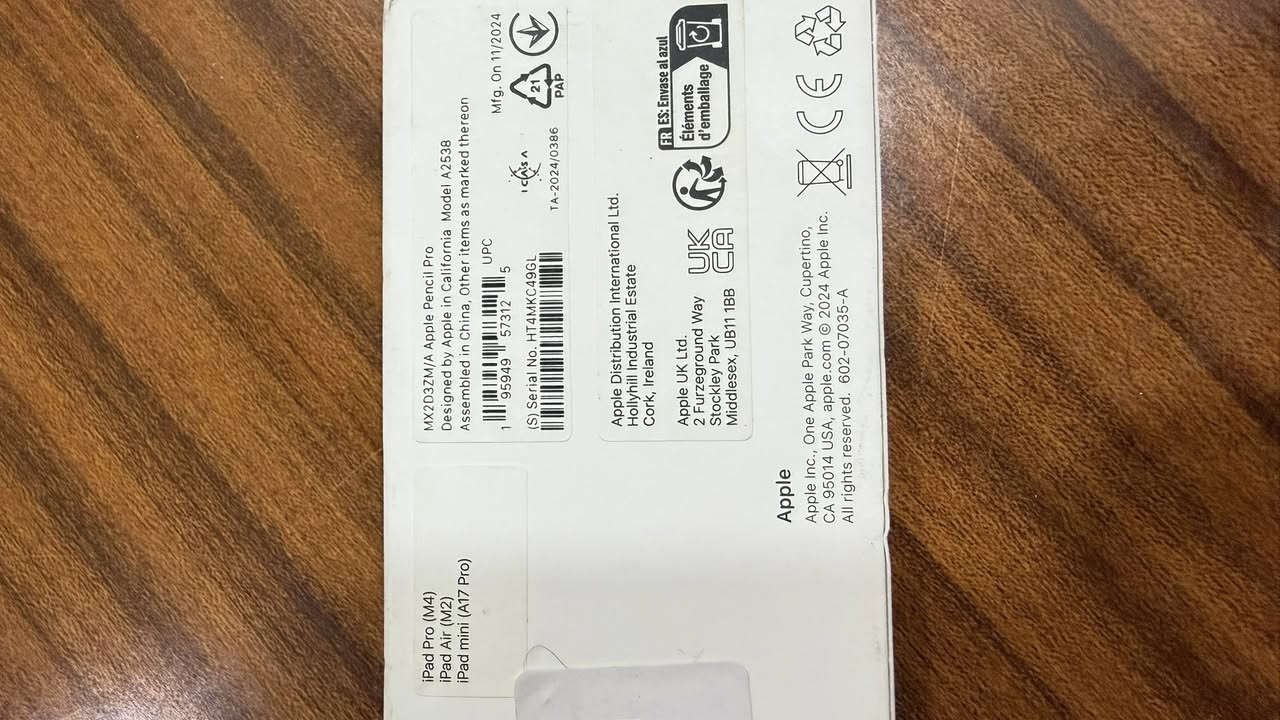 MX2D3ZM/A Apple Pencil Pro
Designed by Apple in California Model A2538
Assembled in China, Other items as marked thereon
Mfg. On 11/2024
1 95949 57312 5
UPC
(S) Serial No. HT4MKC49GL
ICASA
TA-2024/0386
21
PAP
Apple Distribution International Ltd.
Hollyhill Industrial Estate
Cork, Ireland
Apple UK Ltd.
2 Furzeground Way
Stockley Park
Middlesex, UB11 1BB
UK
CA
FR ES: Envase al azul
Éléments
d'emballage
iPad Pro (M4)
iPad Air (M2)
iPad mini (A17 Pro)
Apple
Apple Inc., One Apple Park Way, Cupertino,
CA 95014 USA, apple.com © 2024 Apple Inc.
All rights reserved. 602-07035-A
CE